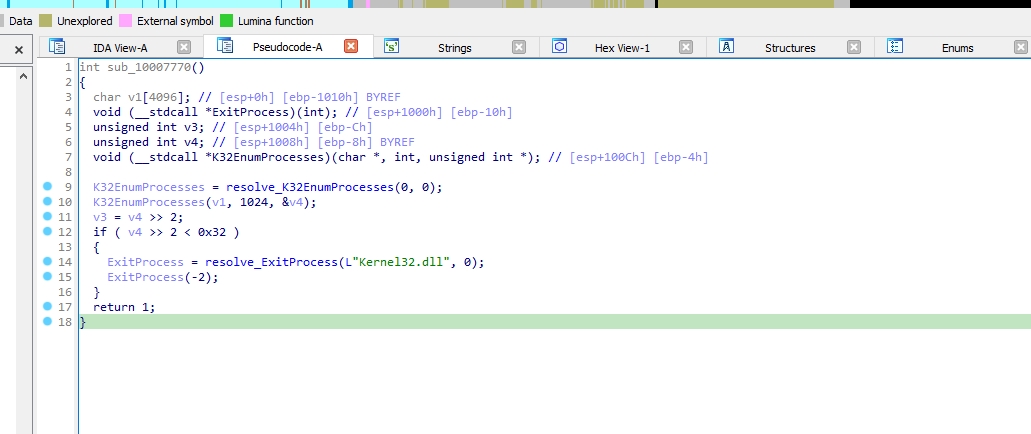 Data Unexplored External symbol Lumina function
IDA View-A Pseudocode-A Strings Hex View-1 Structures Enums
1 int sub_10007770()
2 {
3 char v1[4096]; // [esp+0h] [ebp-1010h] BYREF
4 void (__stdcall *ExitProcess)(int); // [esp+1000h] [ebp-10h]
5 unsigned int v3; // [esp+1004h] [ebp-Ch]
6 unsigned int v4; // [esp+1008h] [ebp-8h] BYREF
7 void (__stdcall *K32EnumProcesses)(char *, int, unsigned int *); // [esp+100Ch] [ebp-4h]
8
9 K32EnumProcesses = resolve_K32EnumProcesses(0, 0);
10 K32EnumProcesses(v1, 1024, &v4);
11 v3 = v4 >> 2;
12 if ( v4 >> 2 < 0x32 )
13 {
14 ExitProcess = resolve_ExitProcess(L"Kernel32.dll", 0);
15 ExitProcess(-2);
16 }
17 return 1;
18 }